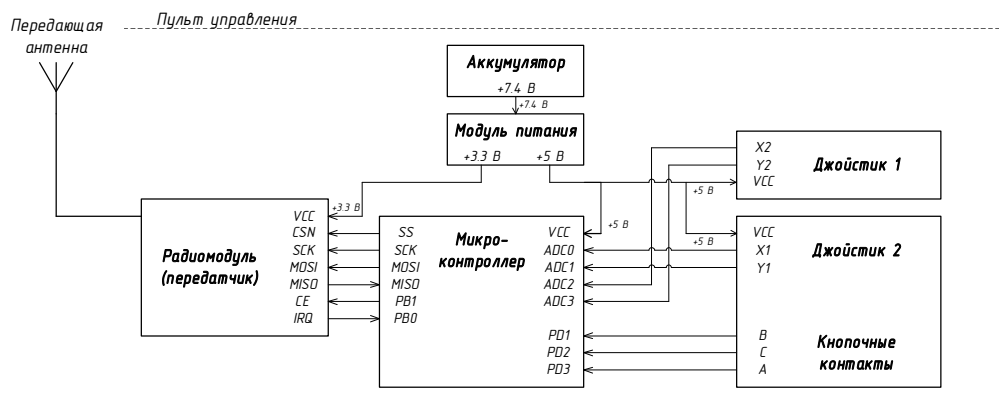 Пульт управления
Передающая
антенна
Аккумулятор
+7.4 В
+7.4 В
Модуль питания
+3.3 В
+5 В
+3.3 В
+5 В
+5 В
+5 В
Радиомодуль
(передатчик)
VCC
CSN
SCK
MOSI
MISO
CE
IRQ
Микро-
контроллер
SS
SCK
MOSI
MISO
PB1
PB0
VCC
ADC0
ADC1
ADC2
ADC3
PD1
PD2
PD3
X2
Y2
VCC
Джойстик 1
VCC
X1
Y1
Джойстик 2
B
C
A
Кнопочные
контакты